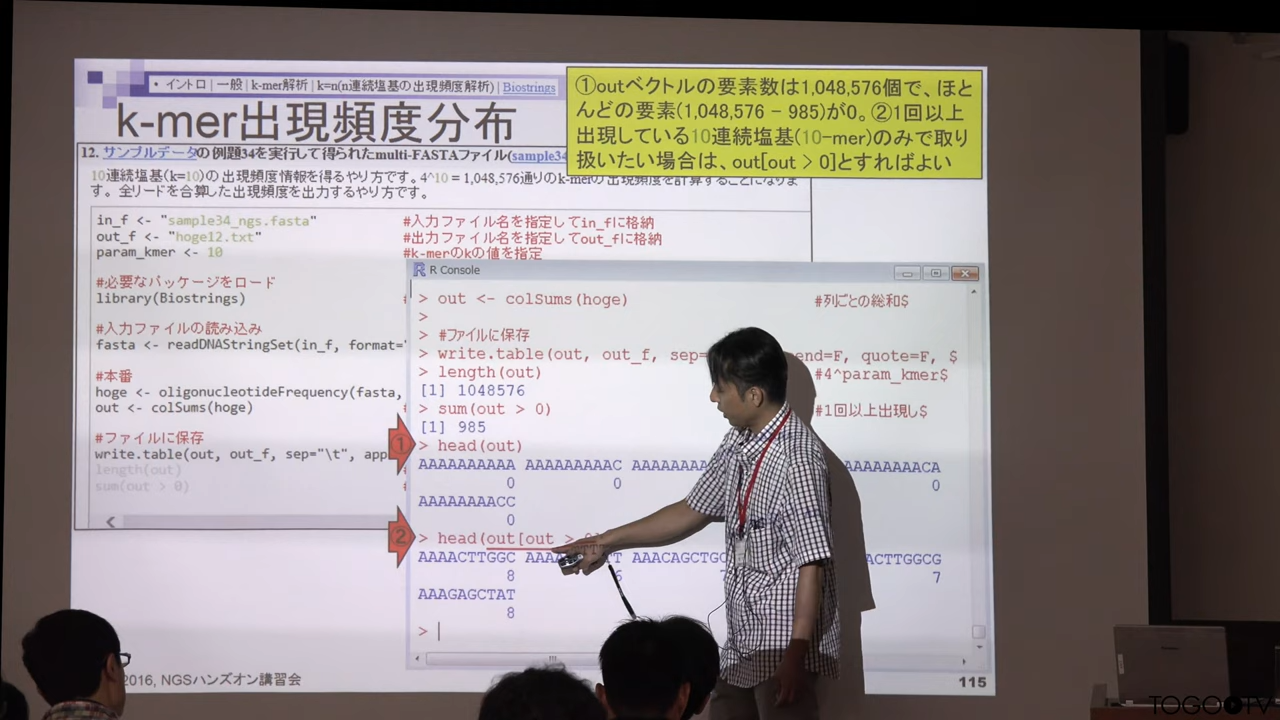 • イントロ | 一般 | k-mer解析 | k=n(n連続塩基の出現頻度解析) | Biostrings
k-mer出現頻度分布
①outベクトルの要素数は1,048,576個で、ほと
んどの要素(1,048,576 - 985)が0。②1回以上
出現している10連続塩基(10-mer)のみで取り
扱いたい場合は、out[out > 0]とすればよい
12. サンプルデータの例題34を実行して得られたmulti-FASTAファイル(sample34
10連続塩基(k=10)の出現頻度情報を得るやり方です。4^10 = 1,048,576通りのk-merの出現頻度を計算することになりま
す。全リードを合算した出現頻度を出力するやり方です。
in_f <- "sample34_ngs.fasta" #入力ファイル名を指定してin_fに格納
out_f <- "hoge12.txt" #出力ファイル名を指定してout_fに格納
param_kmer <- 10 #k-merのkの値を指定
#必要なパッケージをロード
library(Biostrings)
#入力ファイルの読み込み
fasta <- readDNAStringSet(in_f, format="
#本番
hoge <- oligonucleotideFrequency(fasta,
out <- colSums(hoge)
#ファイルに保存
write.table(out, out_f, sep="\t", app
length(out)
sum(out > 0)
R Console
> out <- colSums(hoge) #列ごとの総和$
>
> #ファイルに保存
> write.table(out, out_f, sep= end=F, quote=F, $
> length(out) #4^param_kmer$
[1] 1048576
> sum(out > 0) #1回以上出現し$
[1] 985
① > head(out)
AAAAAAAAAA AAAAAAAAAC AAAAAAA AAAAAAAACA
0 0 0
AAAAAAAACC
0
② > head(out[out > 0]
AAAACTTGGC AAACAGCTGC ACTTGGCG
8 6 7
AAAGAGCTAT
8
>
2016, NGSハンズオン講習会
115
TOGOTV